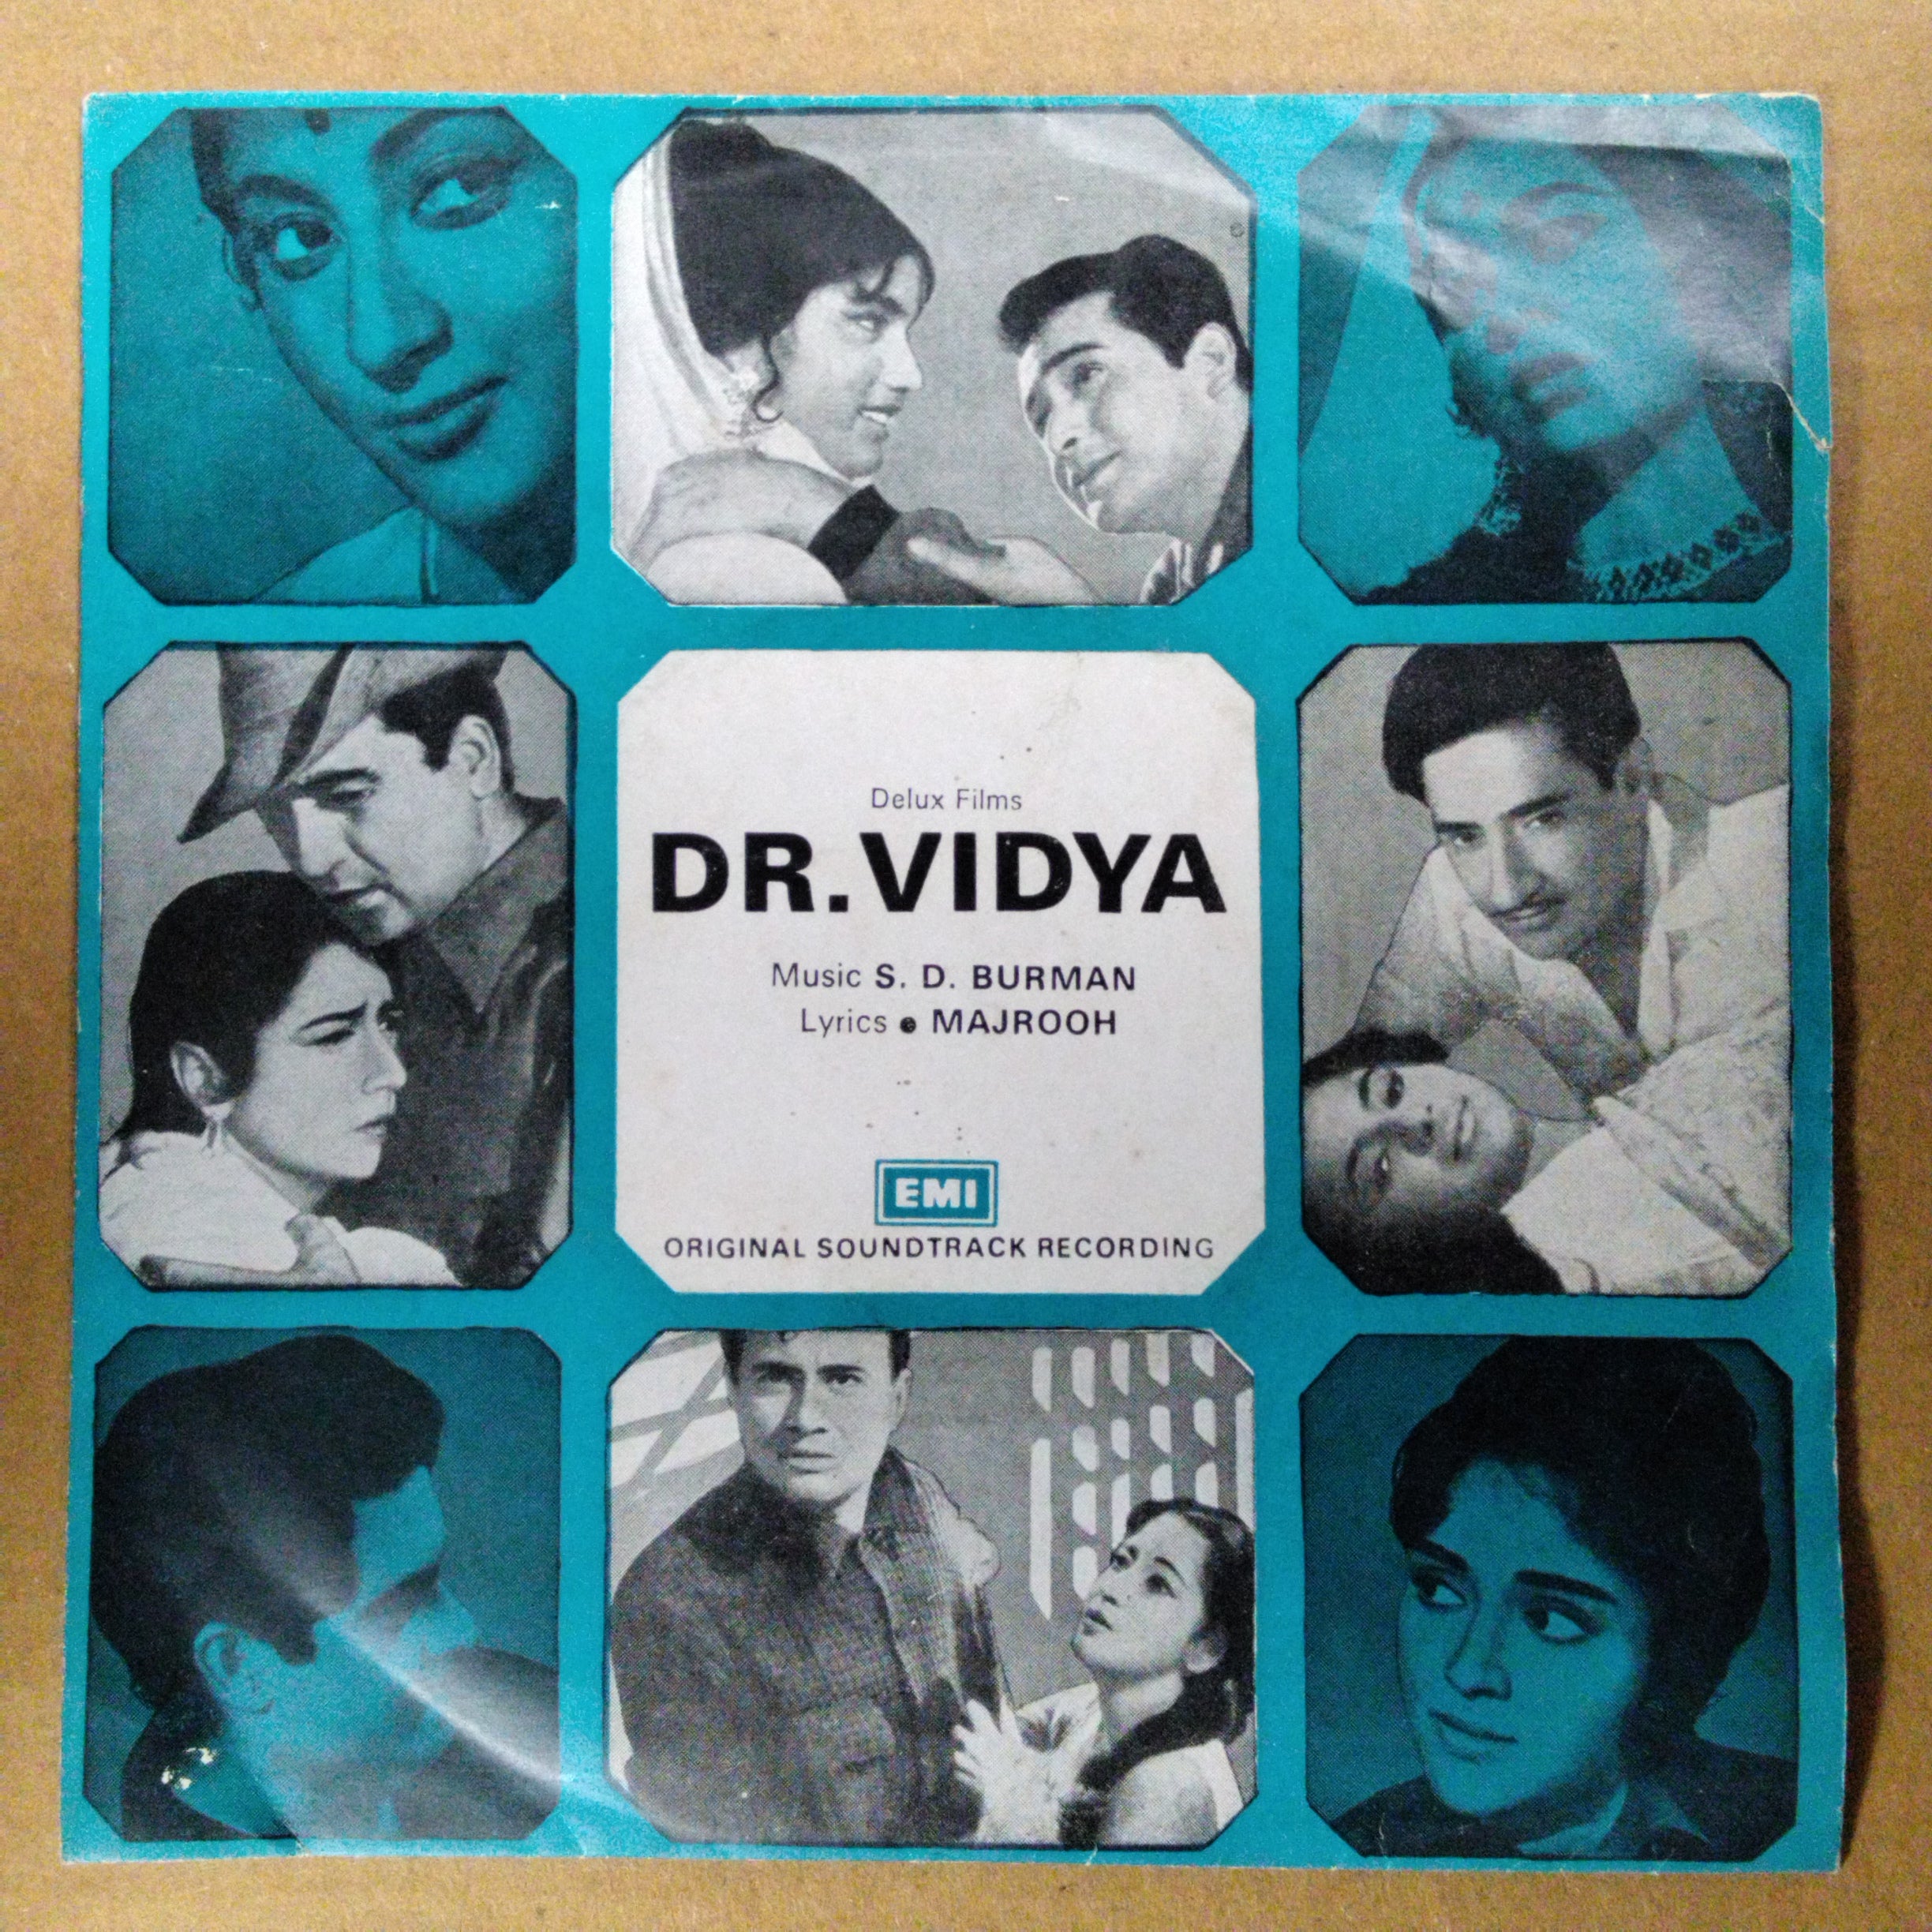 Delux Films
DR.VIDYA
Music S. D. BURMAN
Lyrics ● MAJROOH
EMI
ORIGINAL SOUNDTRACK RECORDING